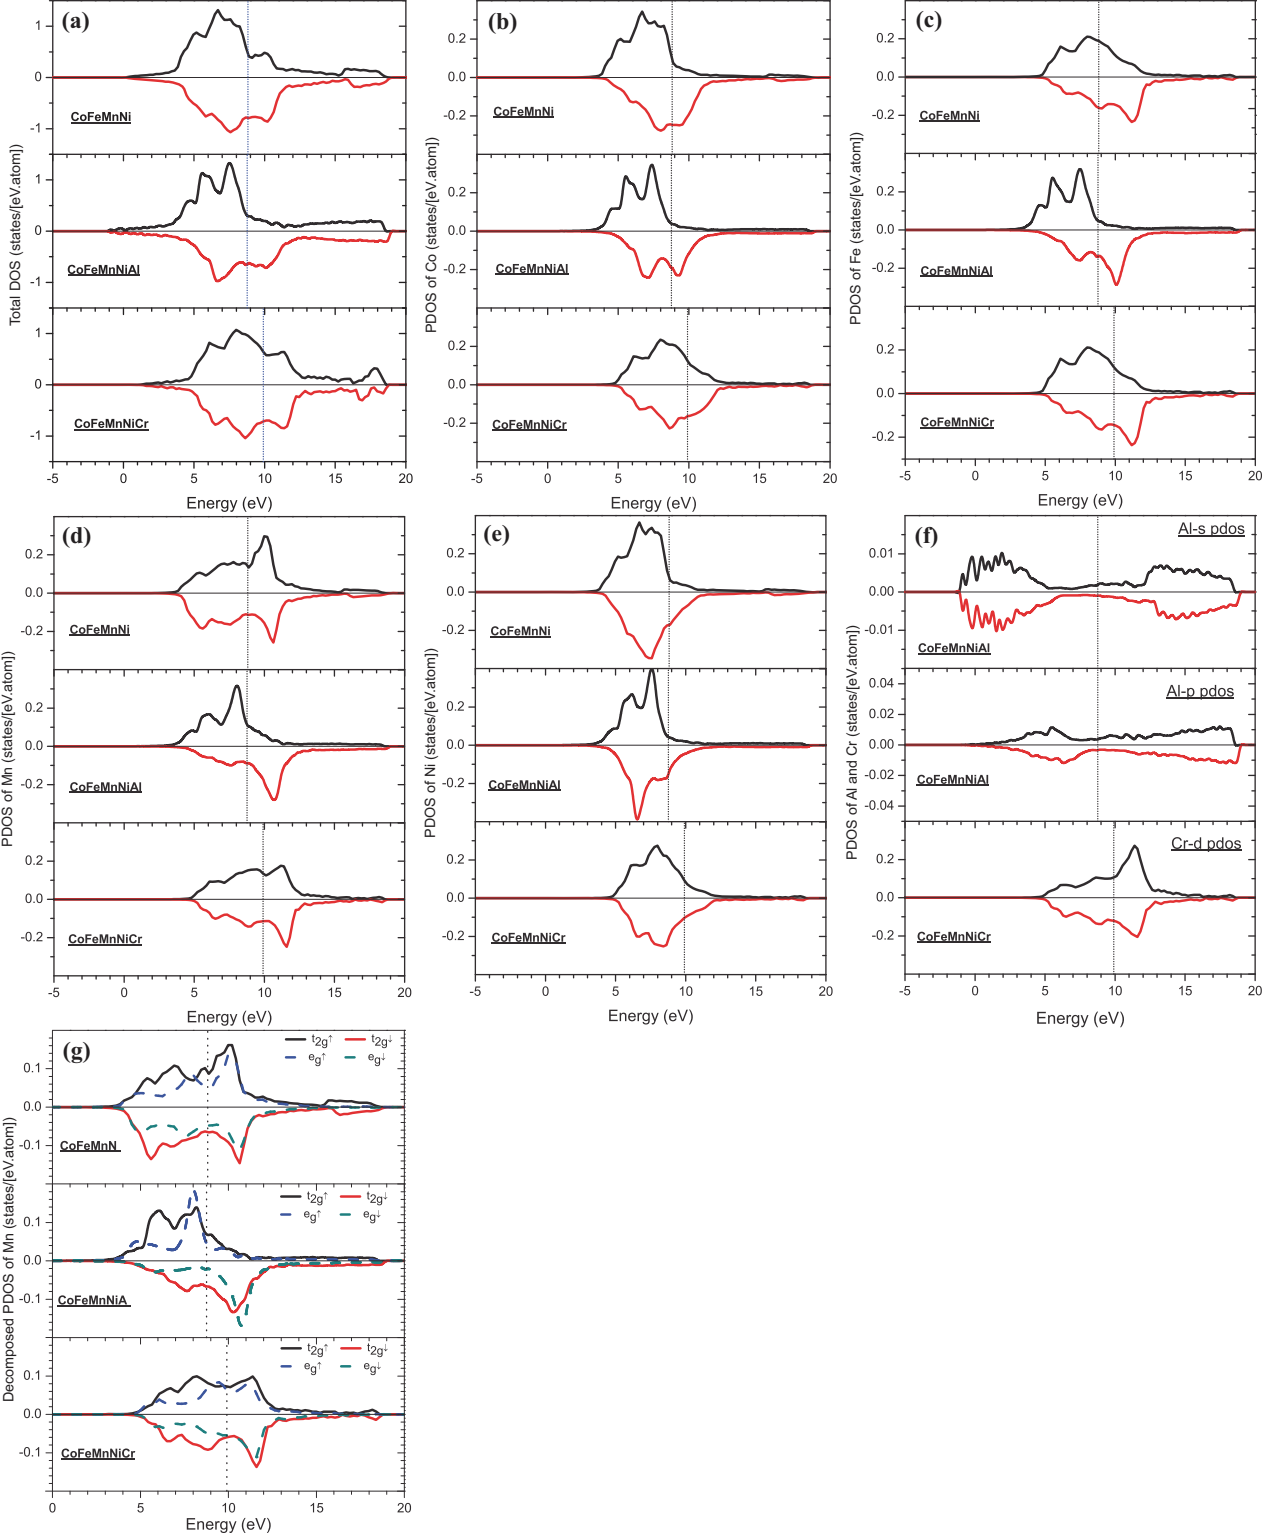 (a)
1
0
-1
CoFeMnNi
1
0
-1
CoFeMnNiAl
1
0
-1
CoFeMnNiCr
-5 0 5 10 15 20
Energy (eV)
Total DOS (states/[eV.atom])
(b)
0.2
0.0
-0.2
CoFeMnNi
0.2
0.0
-0.2
CoFeMnNiAl
0.2
0.0
-0.2
CoFeMnNiCr
-5 0 5 10 15 20
Energy (eV)
PDOS of Co (states/[eV.atom])
(c)
0.2
0.0
-0.2
CoFeMnNi
0.2
0.0
-0.2
CoFeMnNiAl
0.2
0.0
-0.2
CoFeMnNiCr
-5 0 5 10 15 20
Energy (eV)
PDOS of Fe (states/[eV.atom])
(d)
0.2
0.0
-0.2
CoFeMnNi
0.2
0.0
-0.2
CoFeMnNiAl
0.2
0.0
-0.2
CoFeMnNiCr
-5 0 5 10 15 20
Energy (eV)
PDOS of Mn (states/[eV.atom])
(e)
0.2
0.0
-0.2
CoFeMnNi
0.2
0.0
-0.2
CoFeMnNiAl
0.2
0.0
-0.2
CoFeMnNiCr
-5 0 5 10 15 20
Energy (eV)
PDOS of Ni (states/[eV.atom])
(f)
Al-s pdos
0.01
0.00
-0.01
CoFeMnNiAl
Al-p pdos
0.04
0.02
0.00
-0.02
-0.04
CoFeMnNiAl
Cr-d pdos
0.2
0.0
-0.2
CoFeMnNiCr
-5 0 5 10 15 20
Energy (eV)
PDOS of Al and Cr (states/[eV.atom])
(g)
t2g↑ t2g↓
eg↑ eg↓
0.1
0.0
-0.1
CoFeMnN
t2g↑ t2g↓
eg↑ eg↓
0.1
0.0
-0.1
CoFeMnNiA
t2g↑ t2g↓
eg↑ eg↓
0.1
0.0
-0.1
CoFeMnNiCr
0 5 10 15 20
Energy (eV)
Decomposed PDOS of Mn (states/[eV.atom])